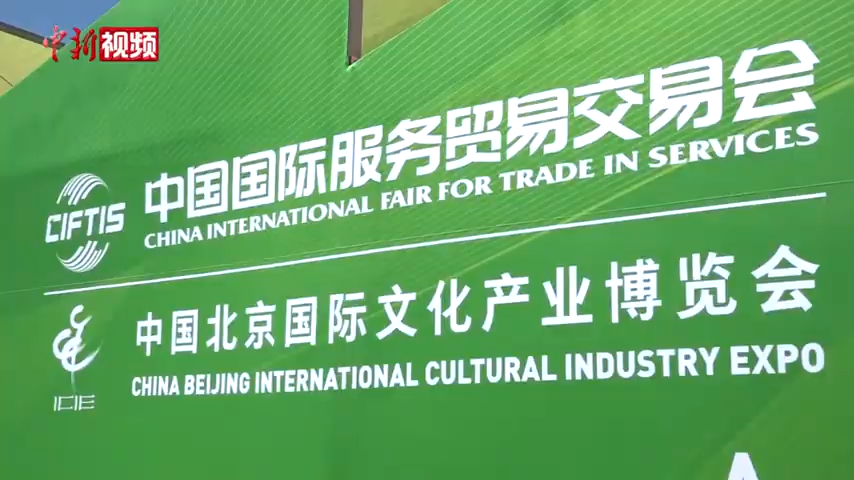 中新视频
中国国际服务贸易交易会
CIFTIS
CHINA INTERNATIONAL FAIR FOR TRADE IN SERVICES
中国北京国际文化产业博览会
ICIE
CHINA BEIJING INTERNATIONAL CULTURAL INDUSTRY EXPO